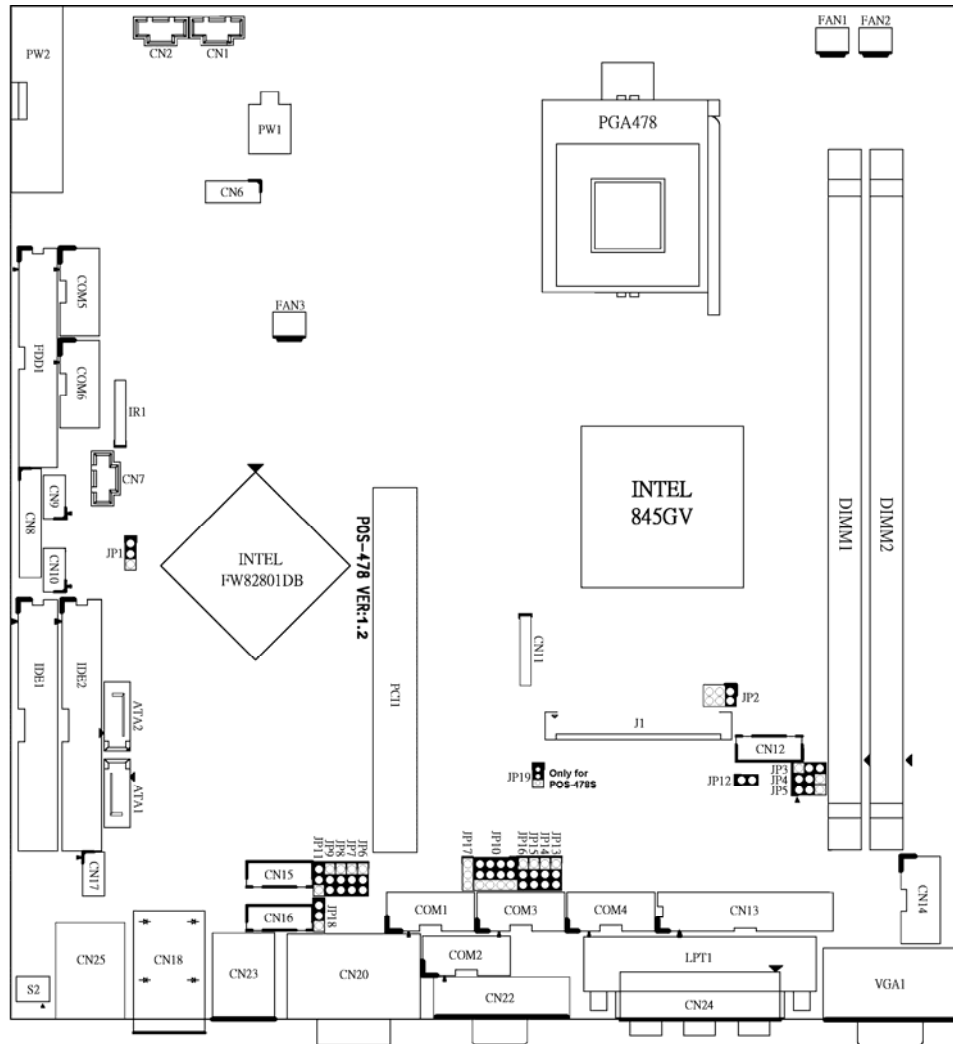 FAN1
FAN2
PW2
CN2
CN1
PW1
PGA478
CN6
COM5
FAN3
FDD1
COM6
IR1
CN7
INTEL
845GV
DIMM1
DIMM2
CN8
CN9
JP1
CN10
INTEL
FW82801DB
POS-478 VER:1.2
IDE1
IDE2
ATA2
PCI1
CN11
JP2
J1
CN12
JP19
Only for
POS-478S
JP12
JP3
JP4
JP5
ATA1
CN17
CN15
JP11
JP9
JP8
JP7
JP6
JP17
JP10
JP16
JP15
JP14
JP13
CN14
CN16
JP18
COM1
COM3
COM4
CN13
COM2
LPT1
S2
CN25
CN18
CN23
CN20
CN22
CN24
VGA1